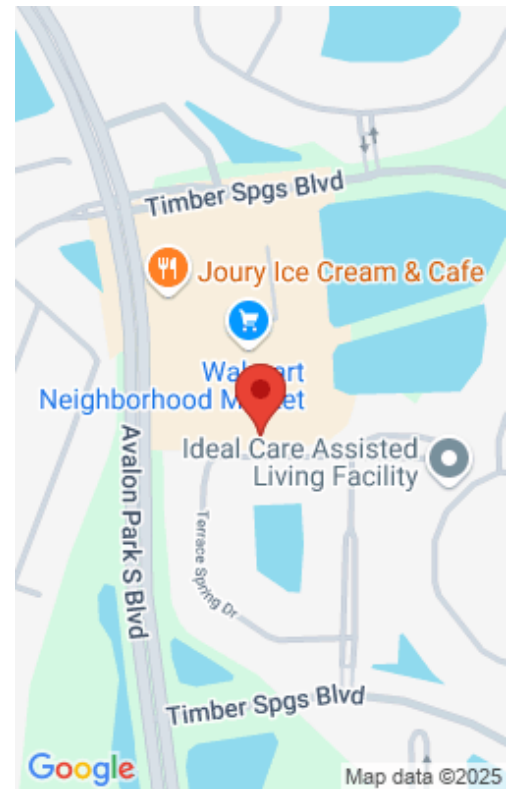 Timber Spgs Blvd
Joury Ice Cream & Cafe
Neighborhood
Ideal Care Assisted
Living Facility
Avalon Park S Blvd
Terrace Spring Dr
Timber Spgs Blvd
Google
Map data ©2025